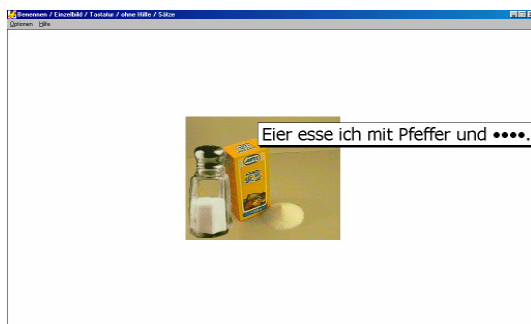 Benennen / Einzelbild / Tastatur / ohne Hilfe / Sätze
Optionen Hilfe
Eier esse ich mit Pfeffer und ••••.